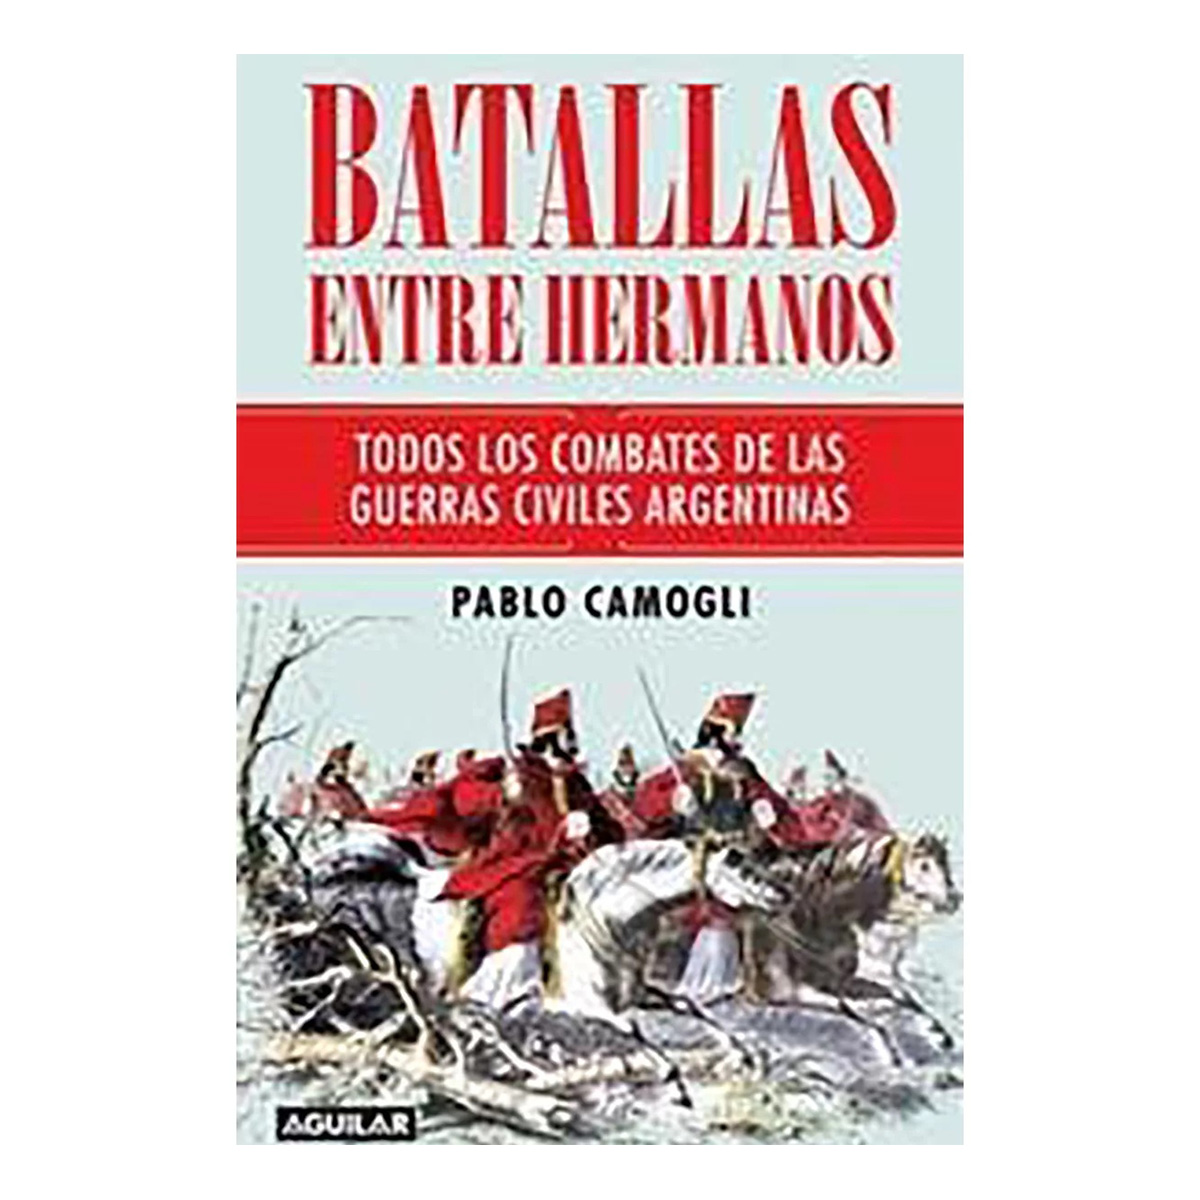 BATALLAS
ENTRE HERMANOS
TODOS LOS COMBATES DE LAS
GUERRAS CIVILES ARGENTINAS
PABLO CAMOGLI
AGUILAR